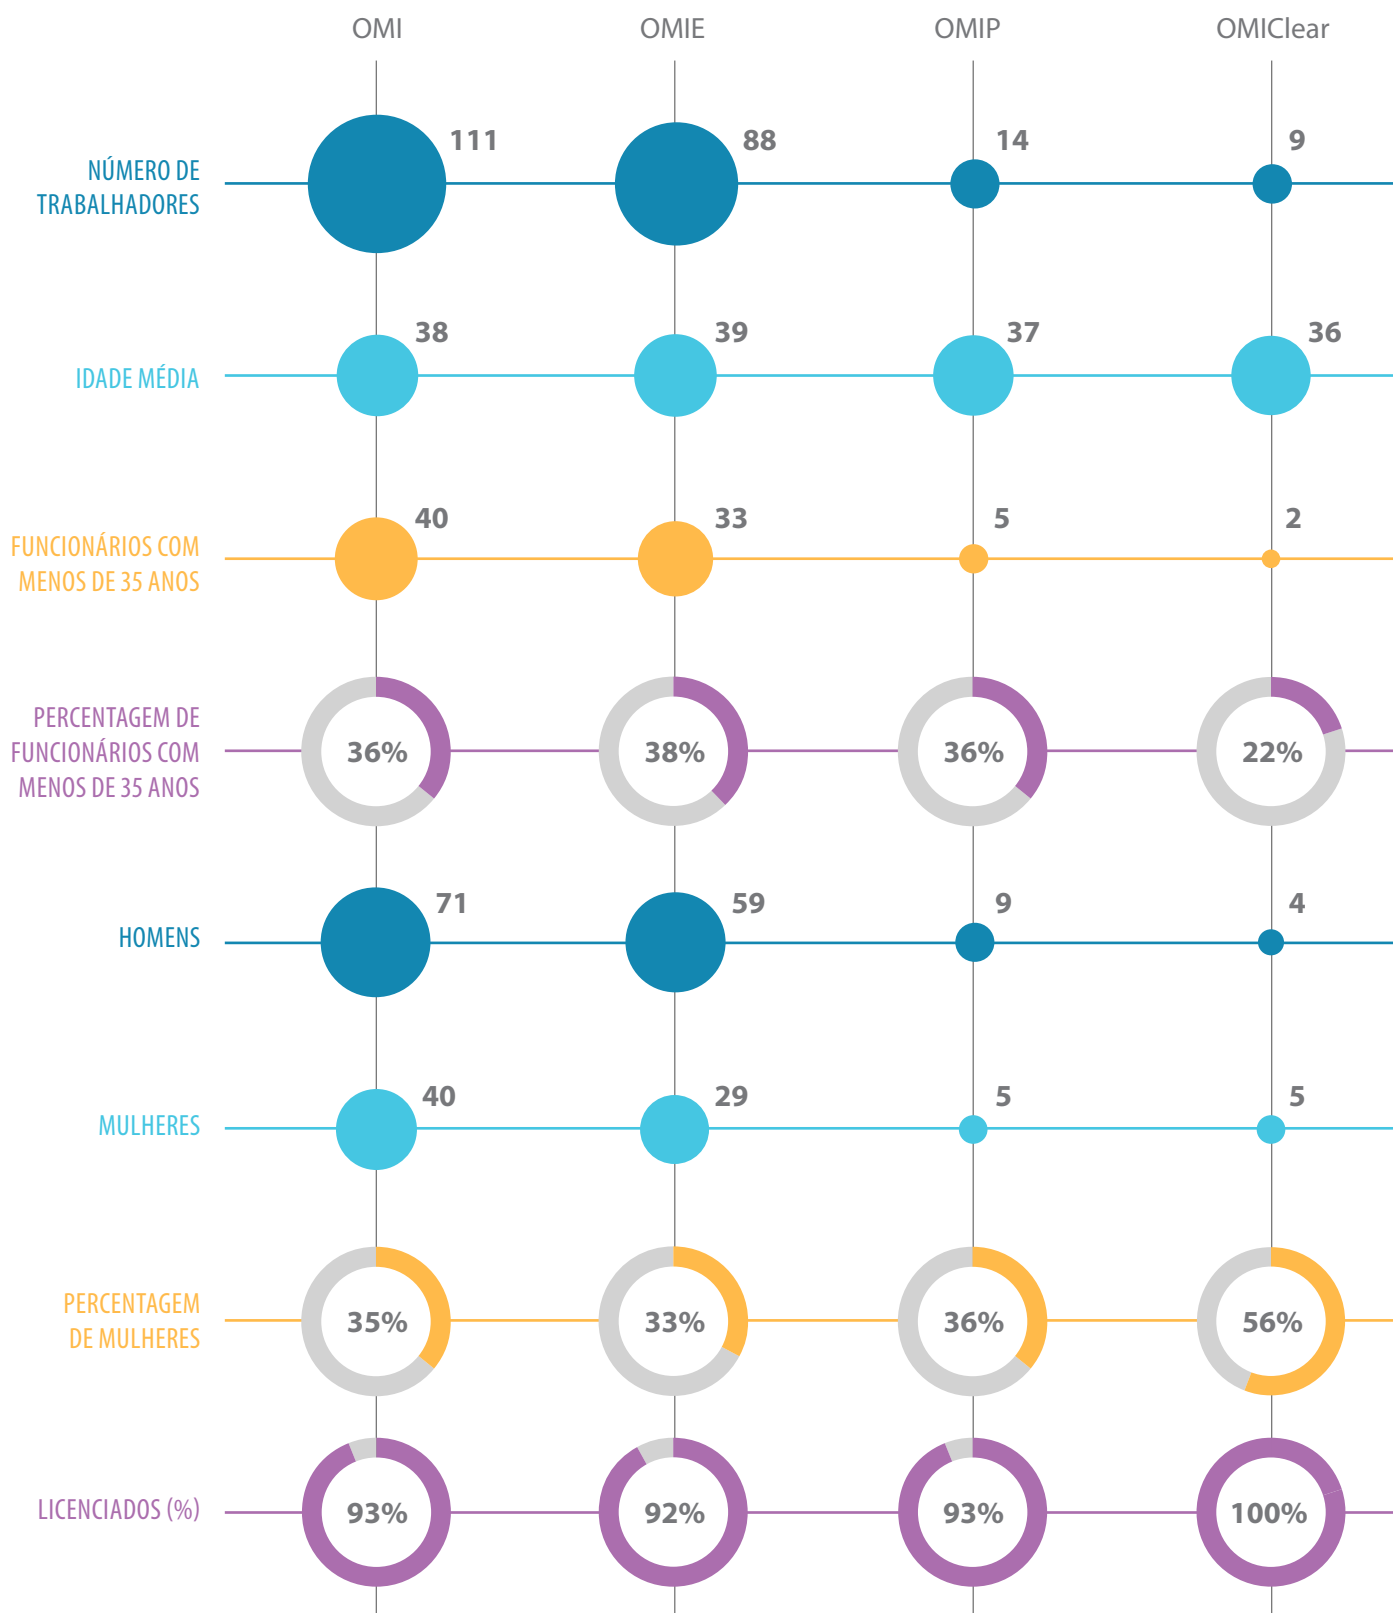 OMI OMIE OMIP OMIClear
NÚMERO DE
TRABALHADORES
111 88 14 9
IDADE MÉDIA
38 39 37 36
FUNCIONÁRIOS COM
MENOS DE 35 ANOS
40 33 5 2
PERCENTAGEM DE
FUNCIONÁRIOS COM
MENOS DE 35 ANOS
36% 38% 36% 22%
HOMENS
71 59 9 4
MULHERES
40 29 5 5
PERCENTAGEM
DE MULHERES
35% 33% 36% 56%
LICENCIADOS (%)
93% 92% 93% 100%